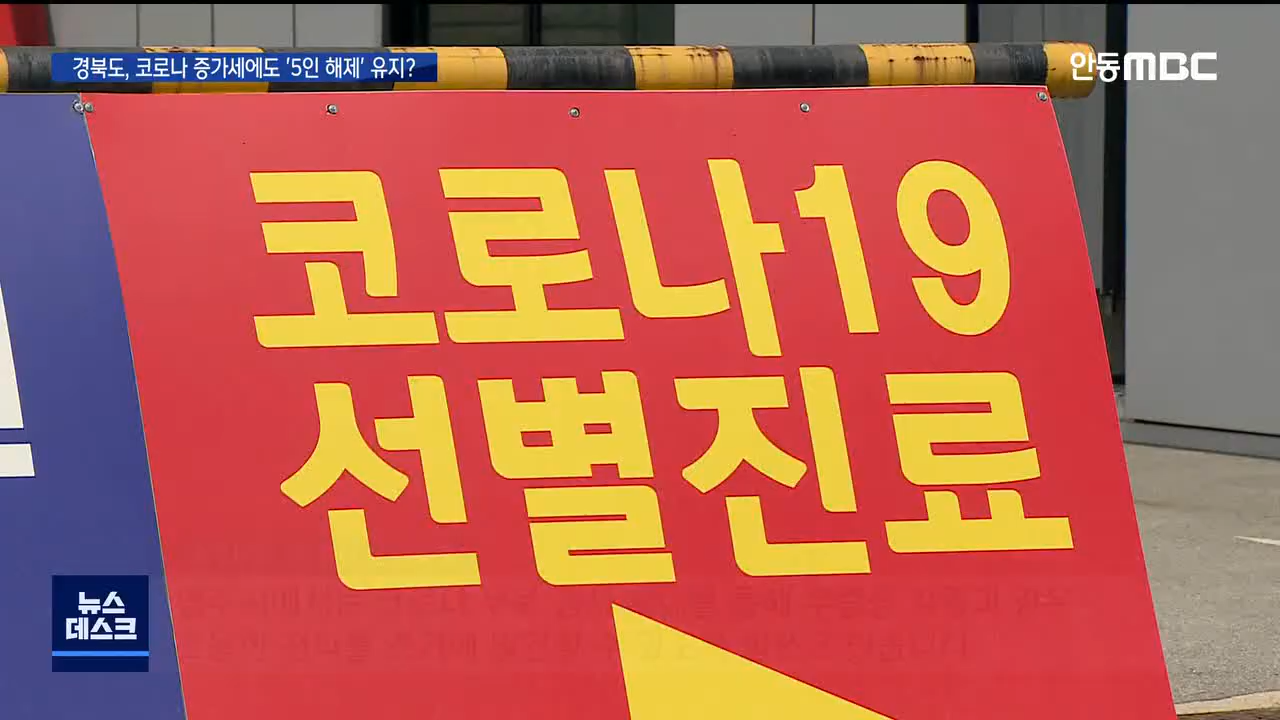 경북도, 코로나 증가세에도 '5인 해제' 유지?
안동MBC
코로나19
선별진료
뉴스
데스크